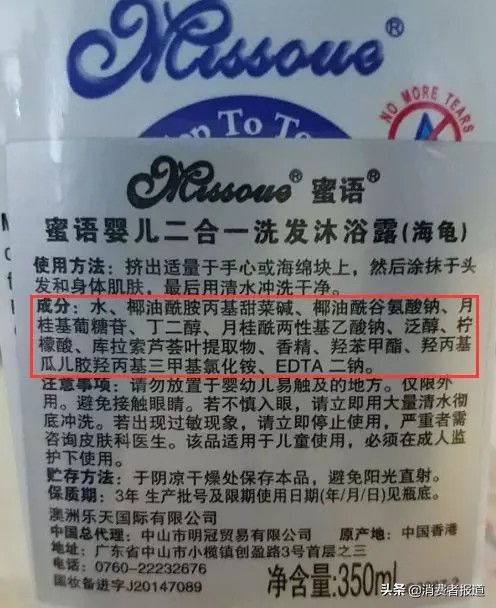 Missoue®
NO MORE TEARS
Top To To
Missoue® 蜜语®
蜜语婴儿二合一洗发沐浴露(海龟)
使用方法：挤出适量于手心或海绵块上，然后涂抹于头
发和身体肌肤，最后用清水冲洗干净。
成分：水、椰油酰胺丙基甜菜碱、椰油酰谷氨酸钠、月
桂基葡糖苷、丁二醇、月桂酰两性基乙酸钠、泛醇、柠
檬酸、库拉索芦荟叶提取物、香精、羟苯甲酯、羟丙基
瓜儿胶羟丙基三甲基氯化铵、EDTA 二钠。
注意事项：请勿放置于婴幼儿易触及的地方。仅限外
用。避免接触眼睛。若不慎入眼，请立即用大量清水彻
底冲洗。若出现过敏现象，请立即停止使用，严重者需
咨询皮肤科医生。该品适用于儿童使用，必须在成人监
护下使用。
贮存方法：于阴凉干燥处保存本品，避免阳光直射。
保质期：3年 生产批号及限期使用日期(年/月/日)见瓶底。
澳洲乐天国际有限公司
中国总代理：中山市明冠贸易有限公司 原产地：中国香港
地址：广东省中山市小榄镇创盈路3号首层之三
电话：0760-22232676
国妆备进字J20147089 净含量:350ml
头条@消费者报道